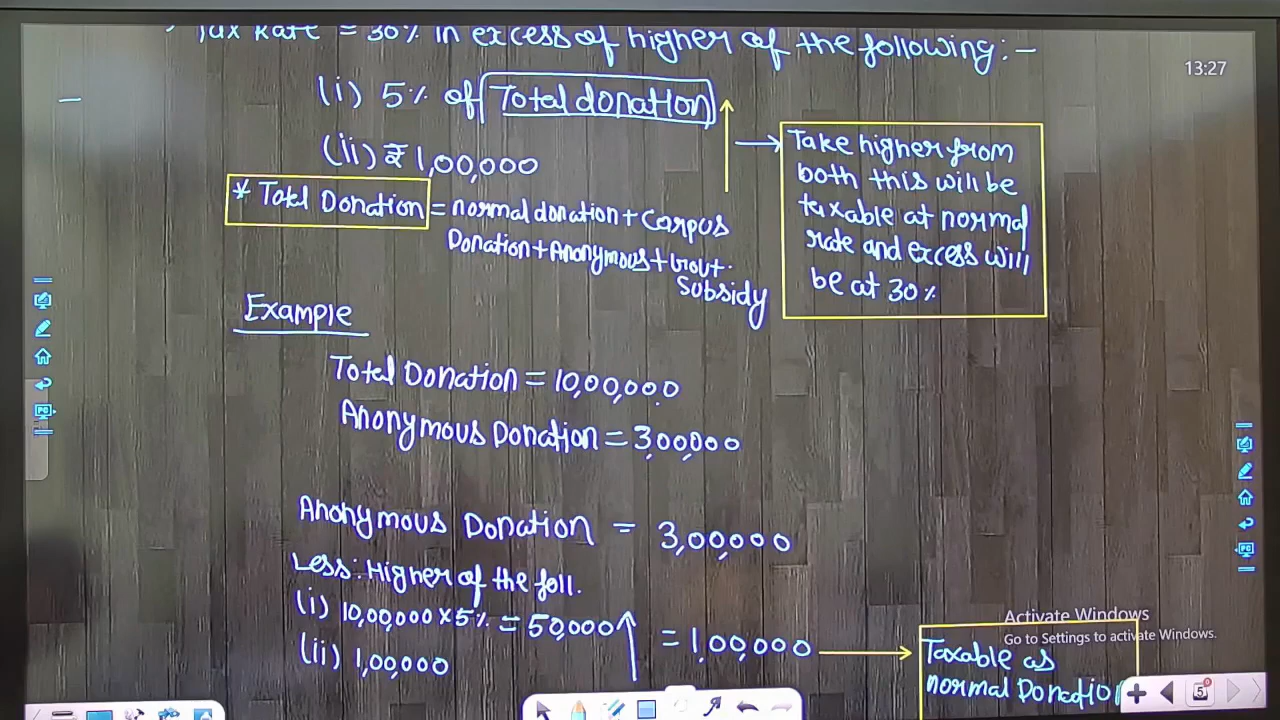 Tax Rate = 30% in excess of higher of the following:-
13:27
(i) 5% of Total donation
(ii) ₹ 1,00,000
Take higher from
both this will be
taxable at normal
rate and excess will
be at 30%
* Total Donation = normal donation + Corpus
Donation + Anonymous + Govt.
Subsidy
Example
Total Donation = 10,00,000
Anonymous Donation = 3,00,000
Anonymous Donation = 3,00,000
Less: Higher of the foll.
(i) 10,00,000 x 5% = 50,000
(ii) 1,00,000
= 1,00,000
Taxable as
normal Donation
Activate Windows
Go to Settings to activate Windows.
5